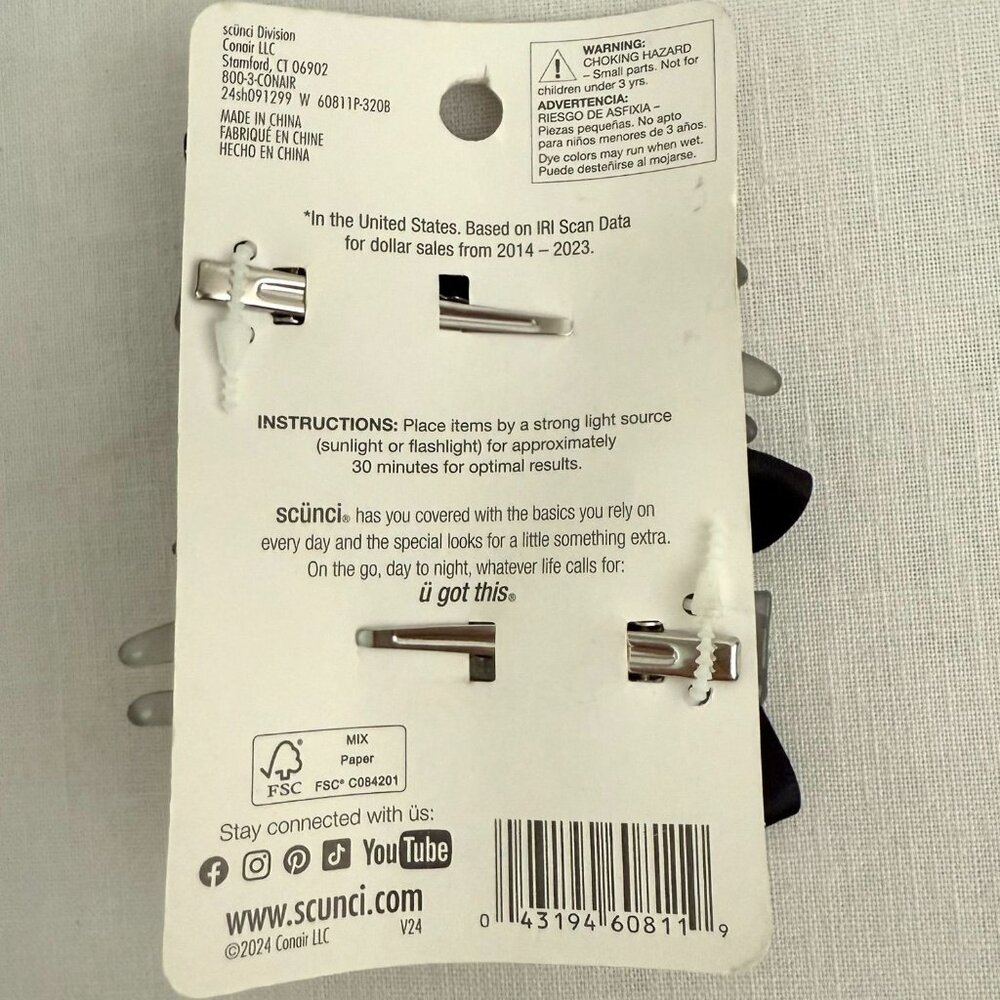 scünci Division
Conair LLC
Stamford, CT 06902
800-3-CONAIR
24sh091299 W 60811P-320B
MADE IN CHINA
FABRIQUÉ EN CHINE
HECHO EN CHINA
WARNING:
CHOKING HAZARD
– Small parts. Not for
children under 3 yrs.
ADVERTENCIA:
RIESGO DE ASFIXIA –
Piezas pequeñas. No apto
para niños menores de 3 años.
Dye colors may run when wet.
Puede desteñirse al mojarse.
*In the United States. Based on IRI Scan Data
for dollar sales from 2014 – 2023.
INSTRUCTIONS: Place items by a strong light source
(sunlight or flashlight) for approximately
30 minutes for optimal results.
scünci® has you covered with the basics you rely on
every day and the special looks for a little something extra.
On the go, day to night, whatever life calls for:
ü got this®
MIX
Paper
FSC® C084201
FSC
Stay connected with üs:
YouTube
www.scunci.com
©2024 Conair LLC
V24
0 43194 60811 9